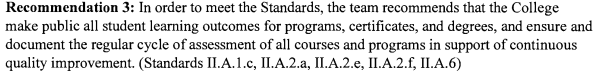 Recommendation 3: In order to meet the Standards, the team recommends that the College
make public all student learning outcomes for programs, certificates, and degrees, and ensure and
document the regular cycle of assessment of all courses and programs in support of continuous
quality improvement. (Standards II.A.1.c, II.A.2.a, II.A.2.e, II.A.2.f, II.A.6)